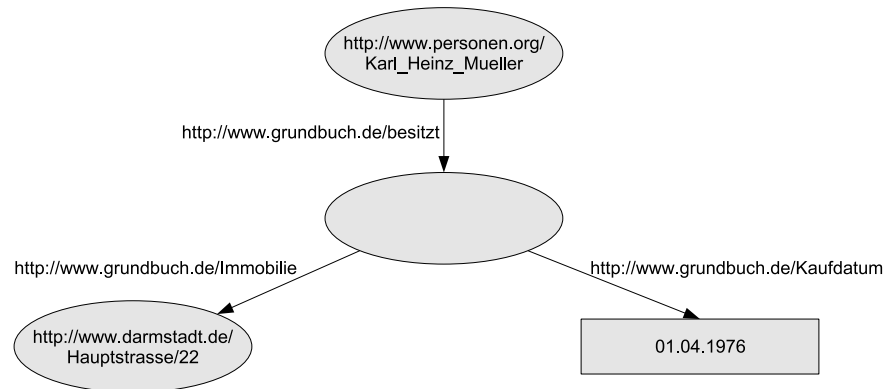 http://www.personen.org/
Karl_Heinz_Mueller
http://www.grundbuch.de/besitzt
http://www.grundbuch.de/Immobilie
http://www.grundbuch.de/Kaufdatum
http://www.darmstadt.de/
Hauptstrasse/22
01.04.1976